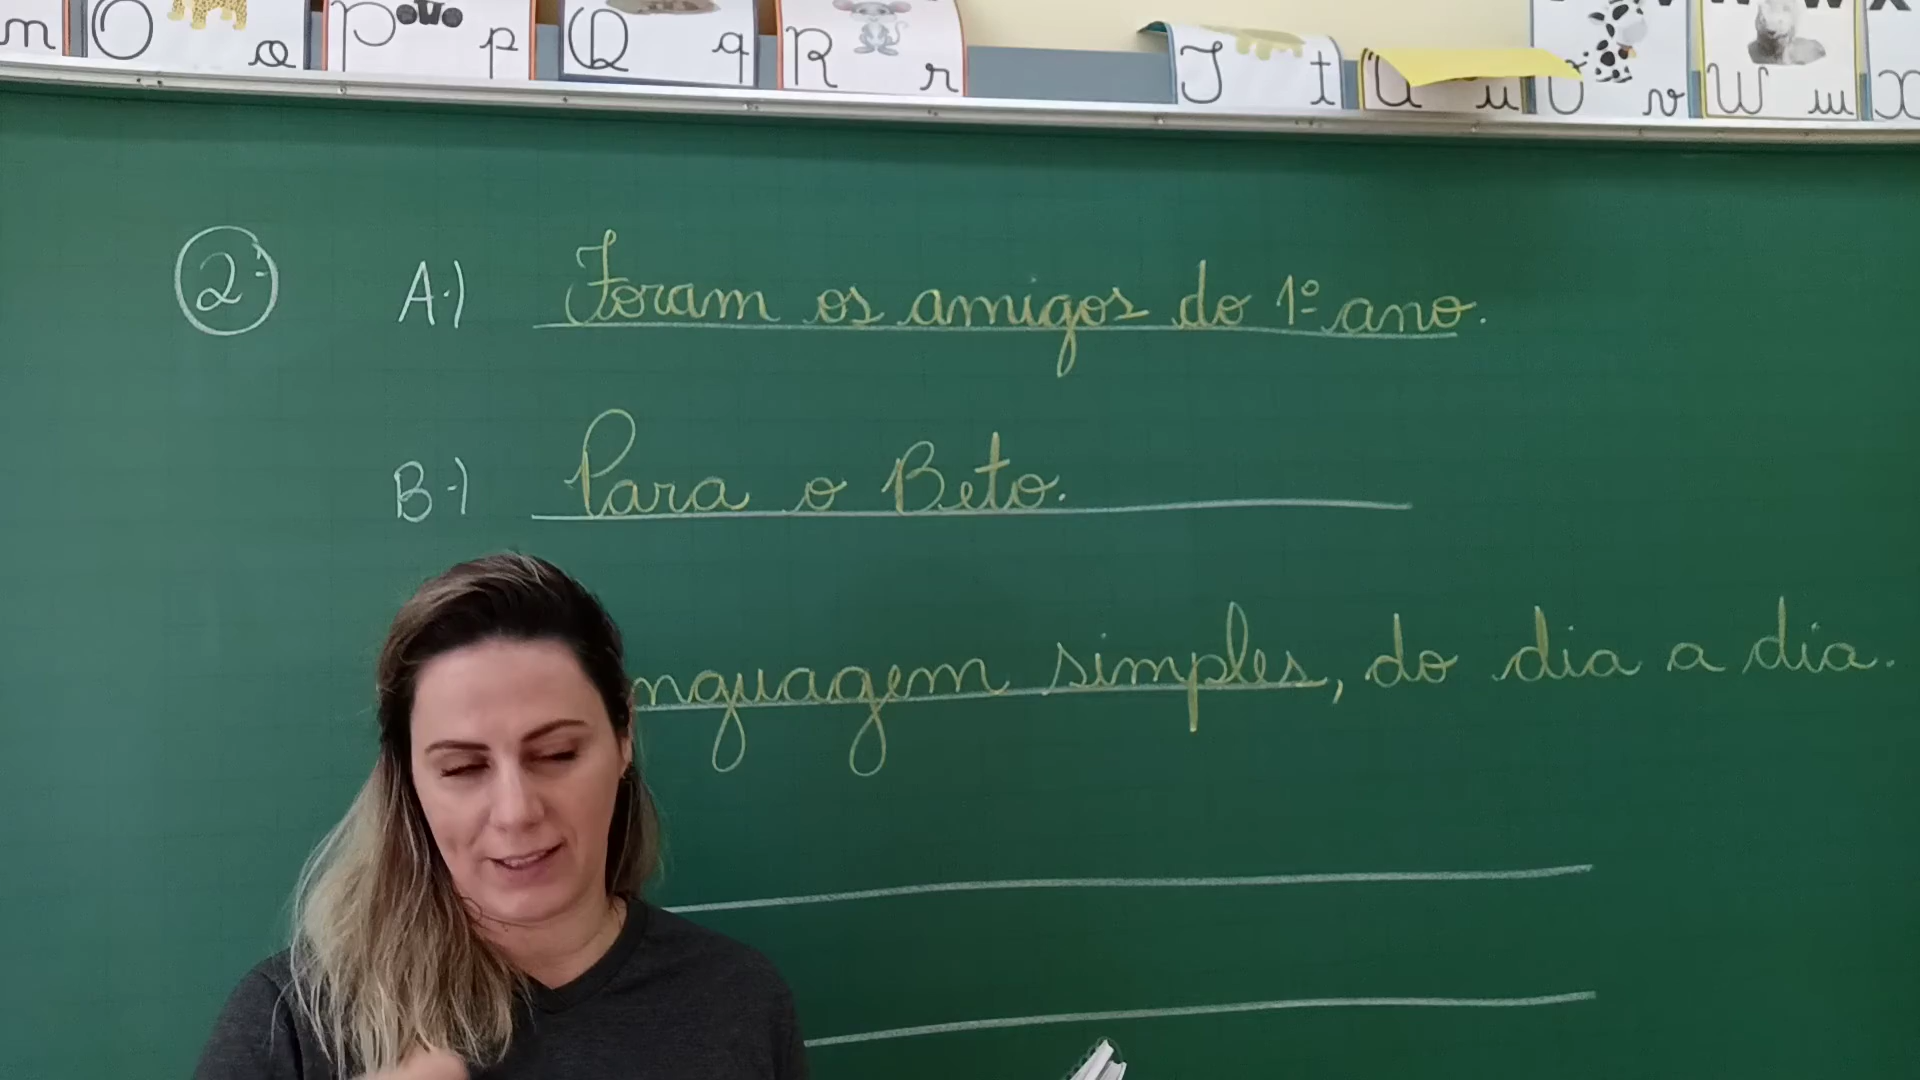 m O o P p Q q R r T t U u V v W w X
2-) A-) Foram os amigos do 1º ano.
B-) Para o Beto.
nguagem simples, do dia a dia.